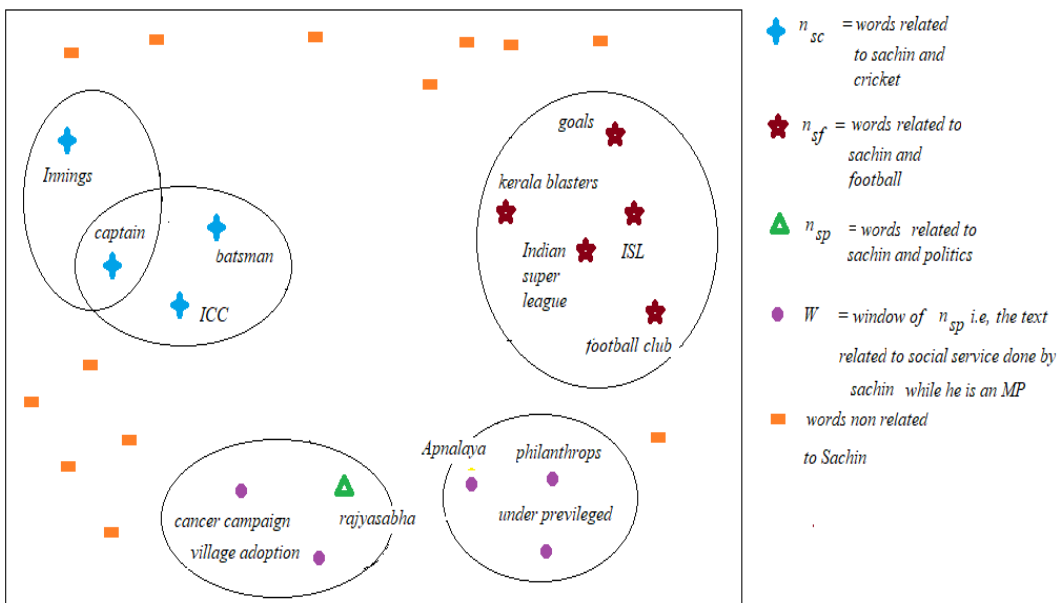 goals
kerala blasters
Innings
captain
batsman
Indian
super
league
ISL
ICC
football club
Apnalaya
philanthrops
cancer campaign
rajyasabha
under previleged
village adoption
n sc = words related
to sachin and
cricket
n sf = words related to
sachin and
football
n sp = words related to
sachin and politics
W = window of n sp i.e, the text
related to social service done by
sachin while he is an MP
words non related
to Sachin